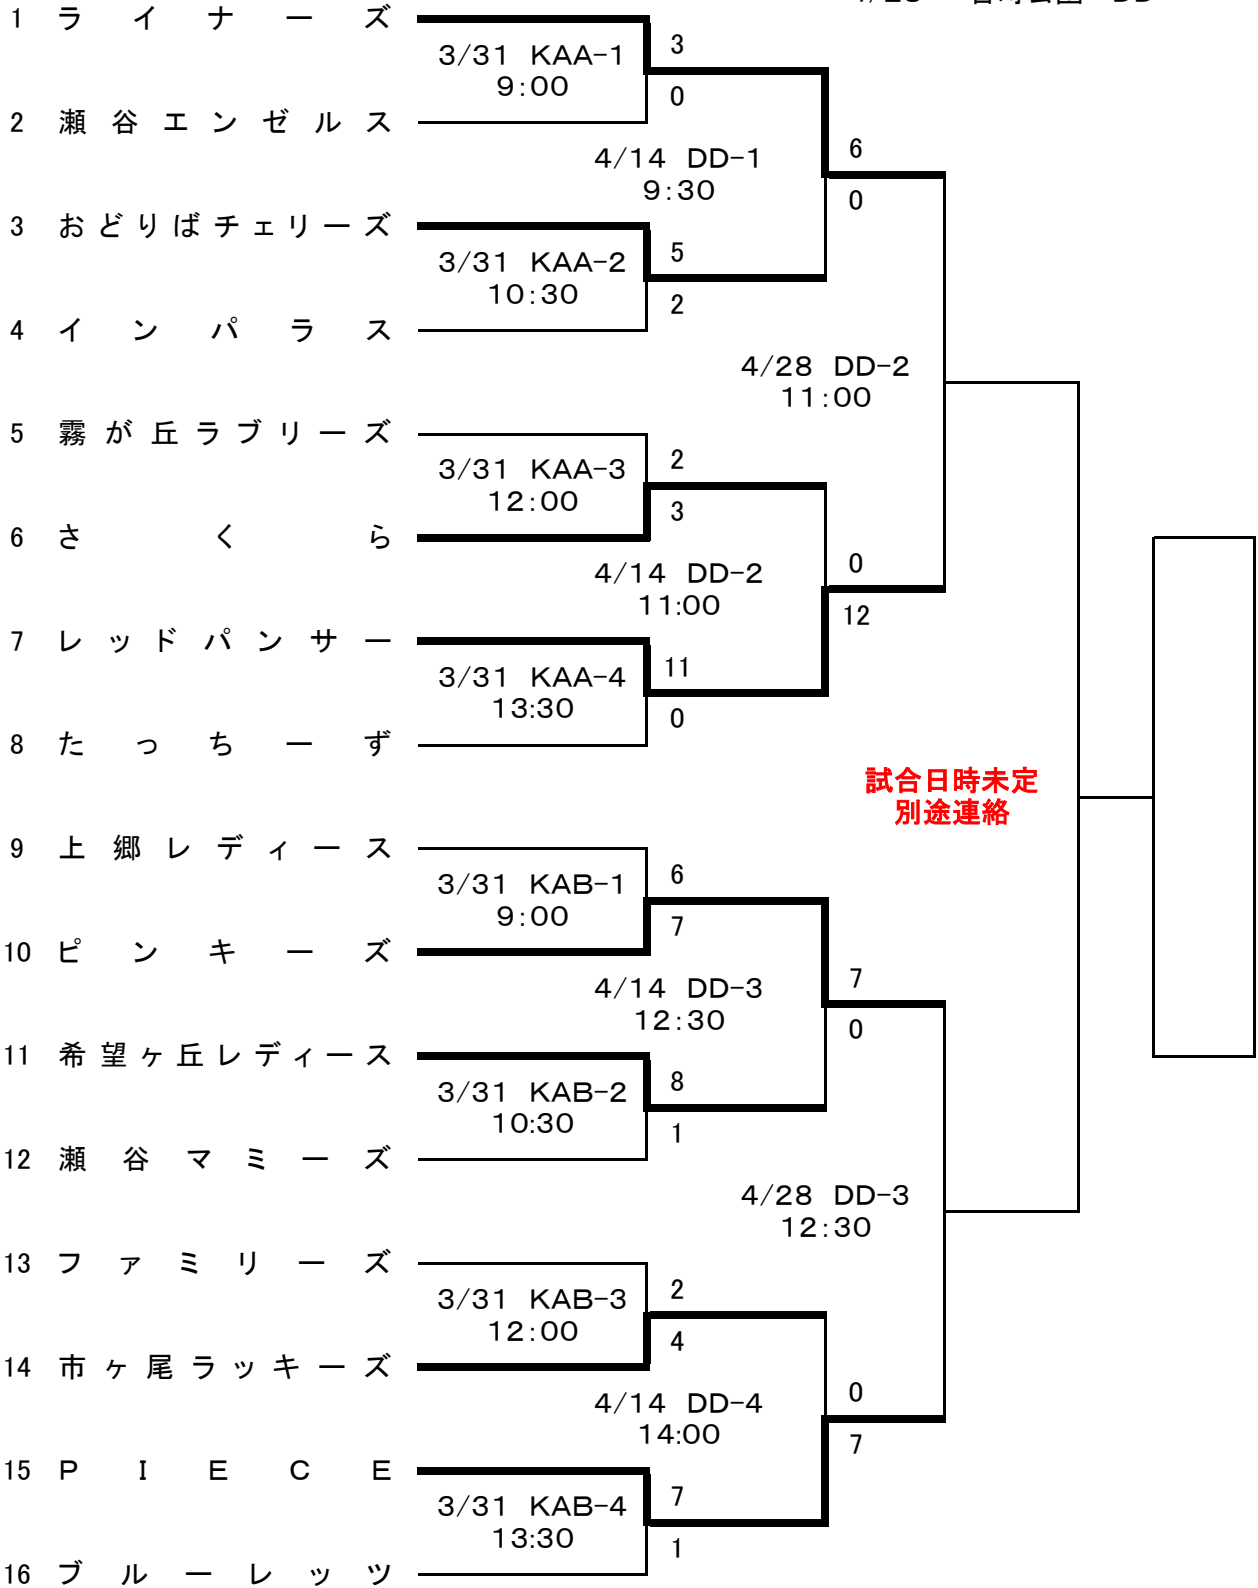 1 ライナーズ
3/31 KAA-1
9:00
3
0
2 瀬谷エンゼルス
4/14 DD-1
9:30
6
0
3 おどりばチェリーズ
3/31 KAA-2
10:30
5
2
4 インパラス
4/28 DD-2
11:00
5 霧が丘ラブリーズ
3/31 KAA-3
12:00
2
3
6 さくら
4/14 DD-2
11:00
0
12
7 レッドパンサー
3/31 KAA-4
13:30
11
0
8 たっちーず
試合日時未定
別途連絡
9 上郷レディース
3/31 KAB-1
9:00
6
7
10 ピンキーズ
4/14 DD-3
12:30
7
0
11 希望ヶ丘レディース
3/31 KAB-2
10:30
8
1
12 瀬谷マミーズ
4/28 DD-3
12:30
13 ファミリーズ
3/31 KAB-3
12:00
2
4
14 市ヶ尾ラッキーズ
4/14 DD-4
14:00
0
7
15 PIECE
3/31 KAB-4
13:30
7
1
16 ブルーレッツ